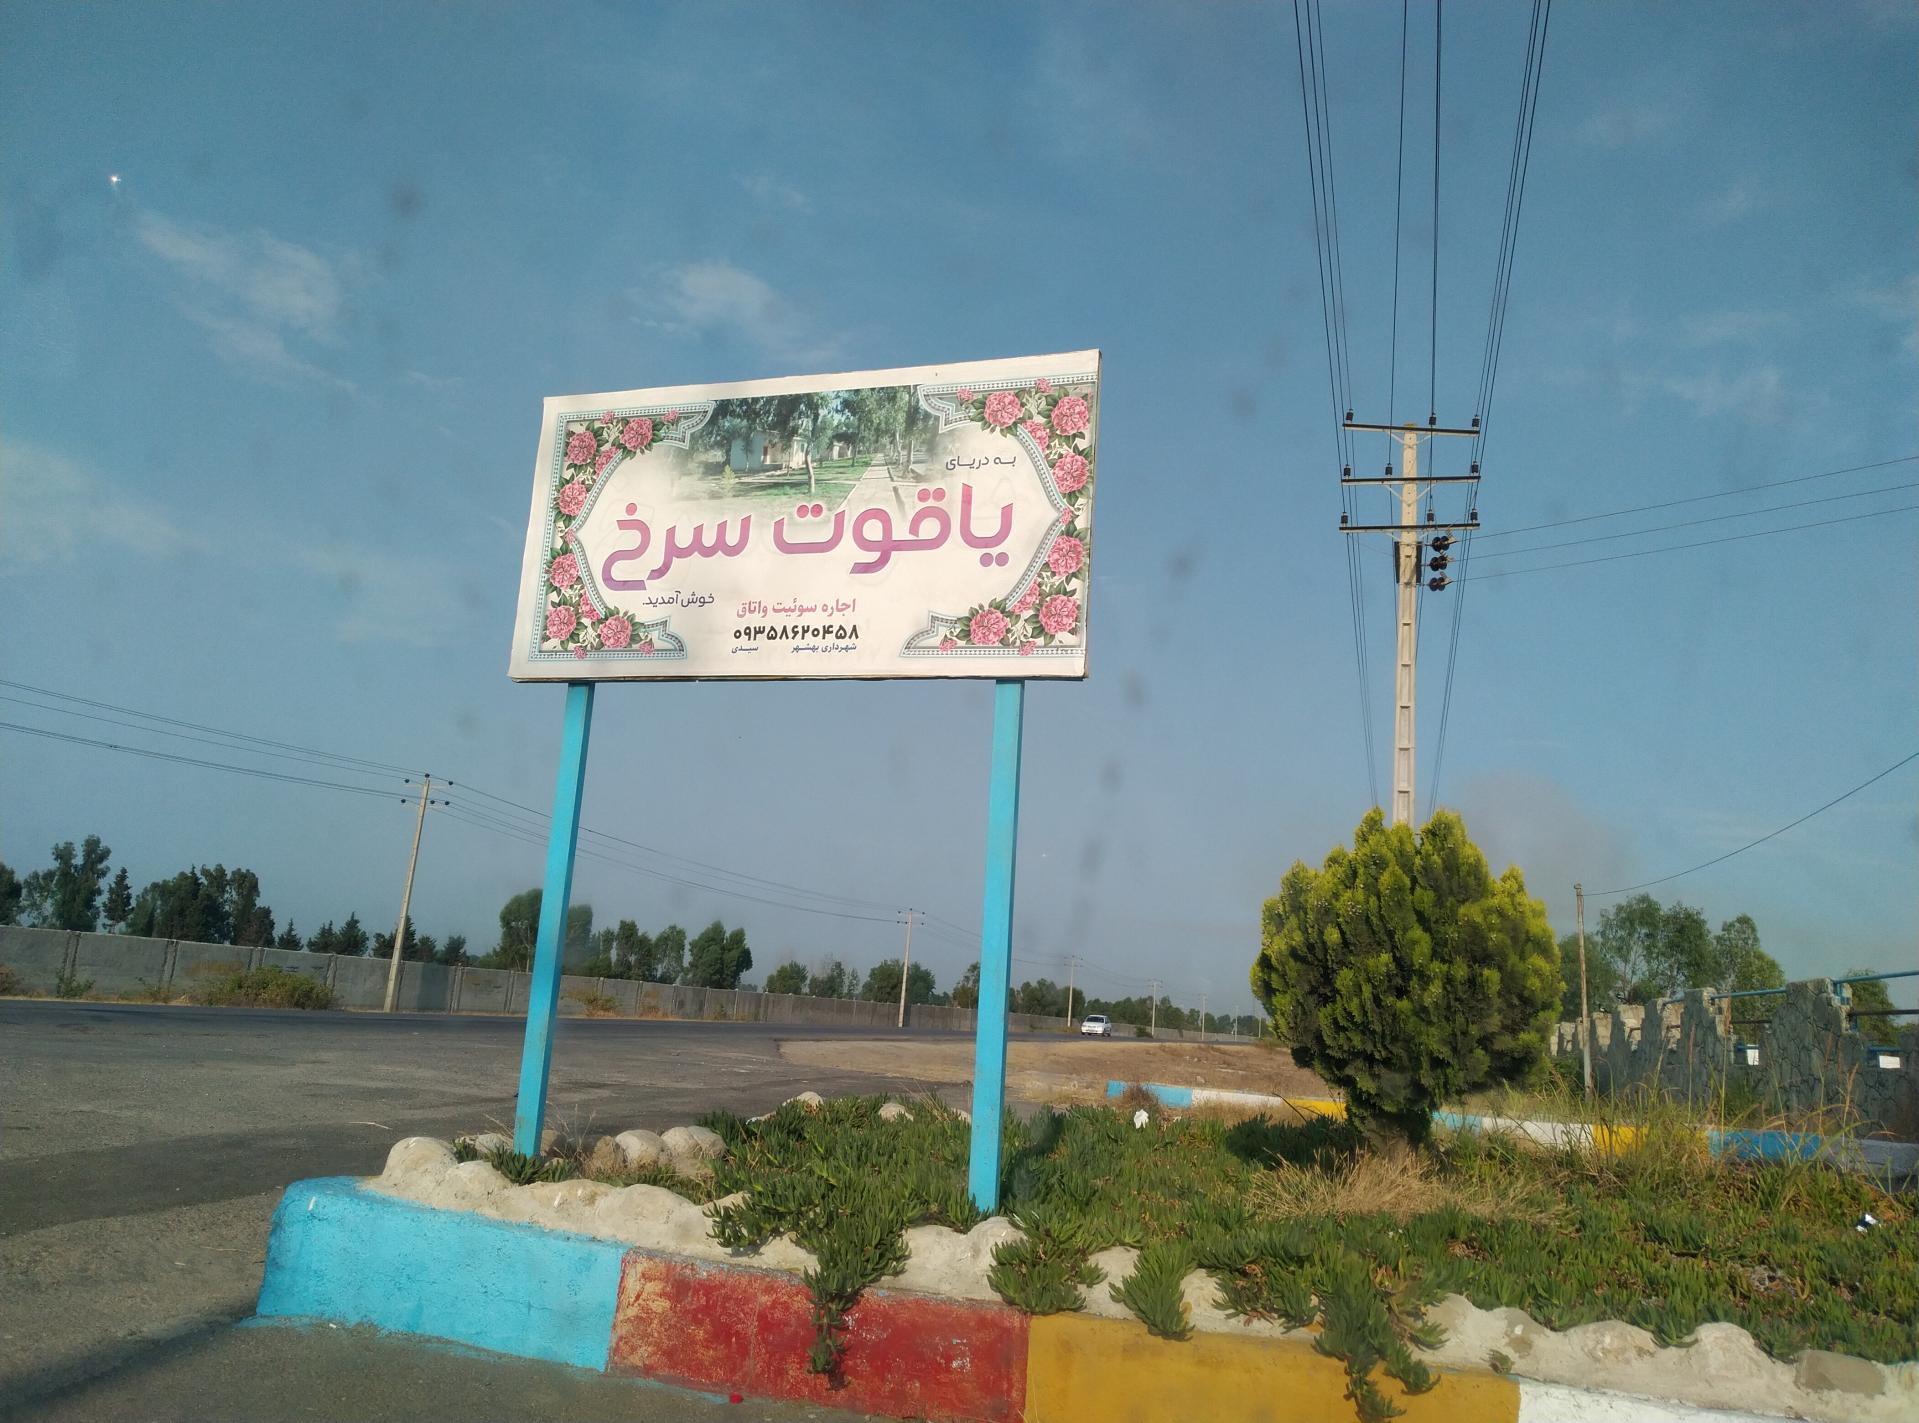 به دریای
یاقوت سرخ
خوش آمدید.
اجاره سوئیت واتاق
۰۹۳۵۸۶۲۰۴۵۸
شهرداری بهشهر سیدی